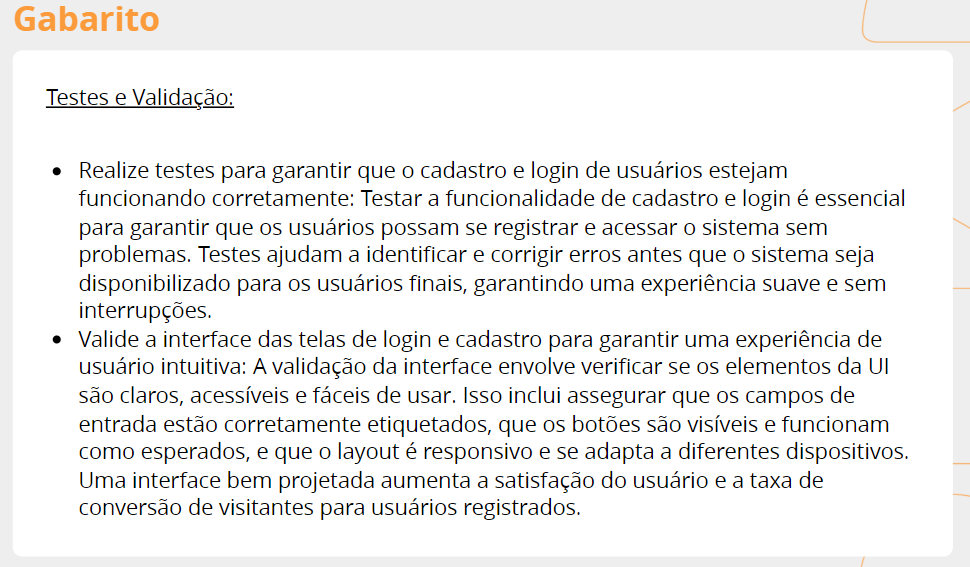 Gabarito
Testes e Validação:
• Realize testes para garantir que o cadastro e login de usuários estejam
funcionando corretamente: Testar a funcionalidade de cadastro e login é essencial
para garantir que os usuários possam se registrar e acessar o sistema sem
problemas. Testes ajudam a identificar e corrigir erros antes que o sistema seja
disponibilizado para os usuários finais, garantindo uma experiência suave e sem
interrupções.
• Valide a interface das telas de login e cadastro para garantir uma experiência de
usuário intuitiva: A validação da interface envolve verificar se os elementos da UI
são claros, acessíveis e fáceis de usar. Isso inclui assegurar que os campos de
entrada estão corretamente etiquetados, que os botões são visíveis e funcionam
como esperados, e que o layout é responsivo e se adapta a diferentes dispositivos.
Uma interface bem projetada aumenta a satisfação do usuário e a taxa de
conversão de visitantes para usuários registrados.